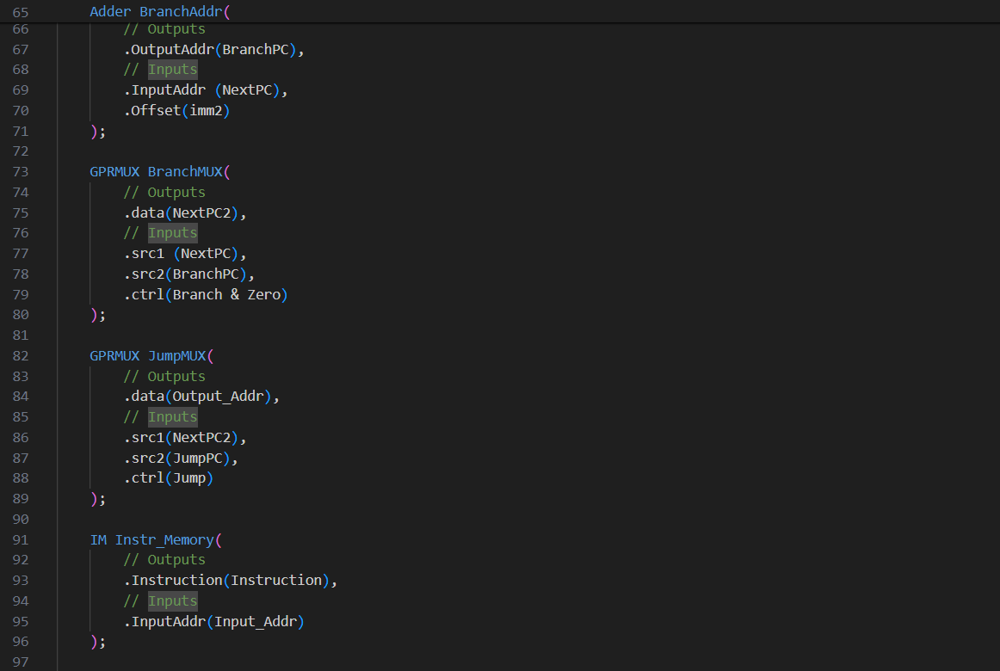 65 Adder BranchAddr(
66 // Outputs
67 .OutputAddr(BranchPC),
68 // Inputs
69 .InputAddr (NextPC),
70 .Offset(imm2)
71 );
72
73 GPRMUX BranchMUX(
74 // Outputs
75 .data(NextPC2),
76 // Inputs
77 .src1 (NextPC),
78 .src2(BranchPC),
79 .ctrl(Branch & Zero)
80 );
81
82 GPRMUX JumpMUX(
83 // Outputs
84 .data(Output_Addr),
85 // Inputs
86 .src1(NextPC2),
87 .src2(JumpPC),
88 .ctrl(Jump)
89 );
90
91 IM Instr_Memory(
92 // Outputs
93 .Instruction(Instruction),
94 // Inputs
95 .InputAddr(Input_Addr)
96 );
97